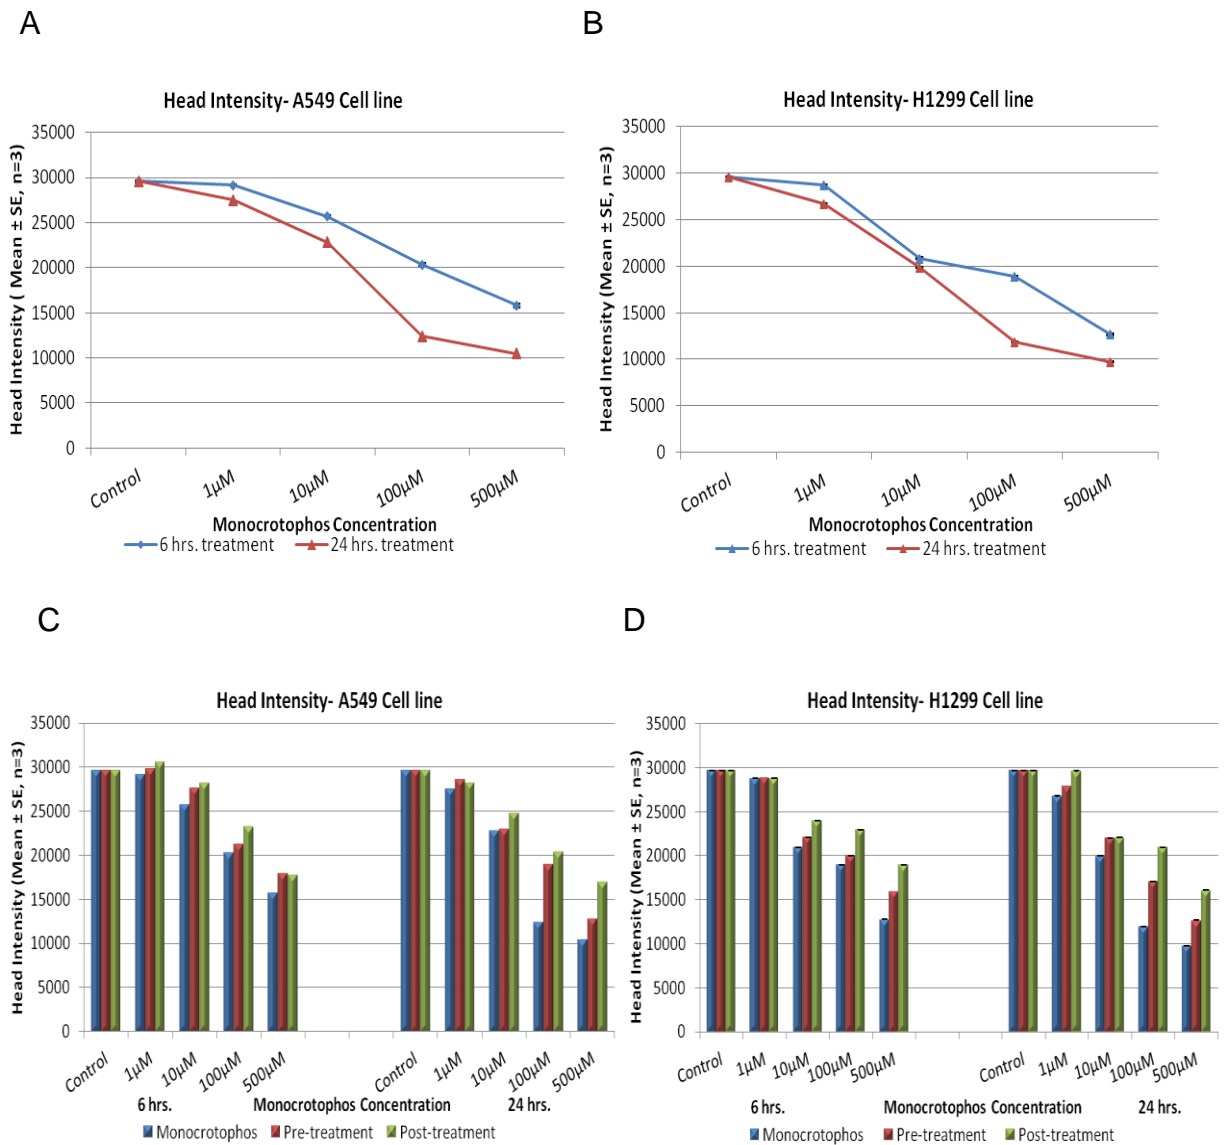 A
B
Head Intensity- A549 Cell line
Head Intensity ( Mean ± SE, n=3)
35000
30000
25000
20000
15000
10000
5000
0
Control
1µM
10µM
100µM
500µM
Monocrotophos Concentration
6 hrs. treatment
24 hrs. treatment
Head Intensity- H1299 Cell line
Head Intensity (Mean ± SE, n=3)
35000
30000
25000
20000
15000
10000
5000
0
Control
1µM
10µM
100µM
500µM
Monocrotophos Concentration
6 hrs. treatment
24 hrs. treatment
C
D
Head Intensity- A549 Cell line
Head Intensity (Mean ± SE, n=3)
35000
30000
25000
20000
15000
10000
5000
0
Control
1µM
10µM
100µM
500µM
Control
1µM
10µM
100µM
500µM
6 hrs.
Monocrotophos Concentration
24 hrs.
Monocrotophos
Pre-treatment
Post-treatment
Head Intensity- H1299 Cell line
Head Intensity (Mean ± SE, n=3)
35000
30000
25000
20000
15000
10000
5000
0
Control
1µM
10µM
100µM
500µM
Control
1µM
10µM
100µM
500µM
6 hrs.
Monocrotophos Concentration
24 hrs.
Monocrotophos
Pre-treatment
Post-treatment